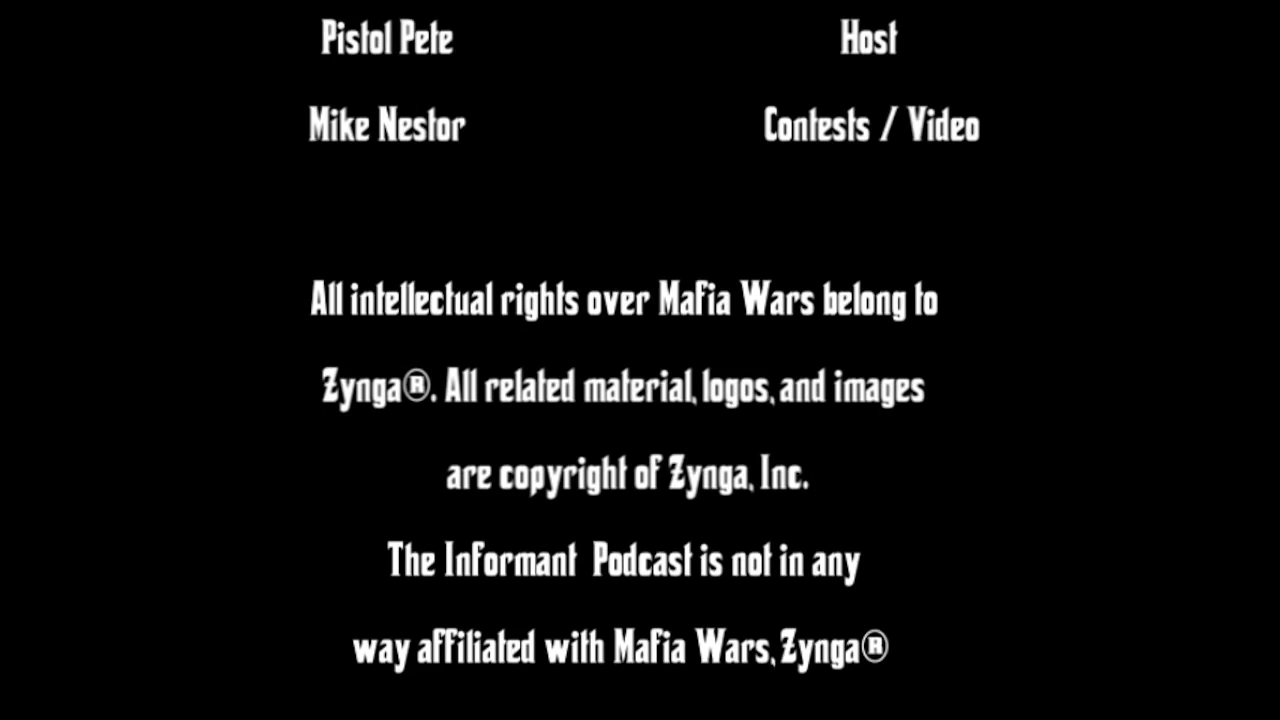 Pistol Pete Host
Mike Nestor Contests / Video
All intellectual rights over Mafia Wars belong to
Zynga®. All related material, logos, and images
are copyright of Zynga, Inc.
The Informant Podcast is not in any
way affiliated with Mafia Wars, Zynga®